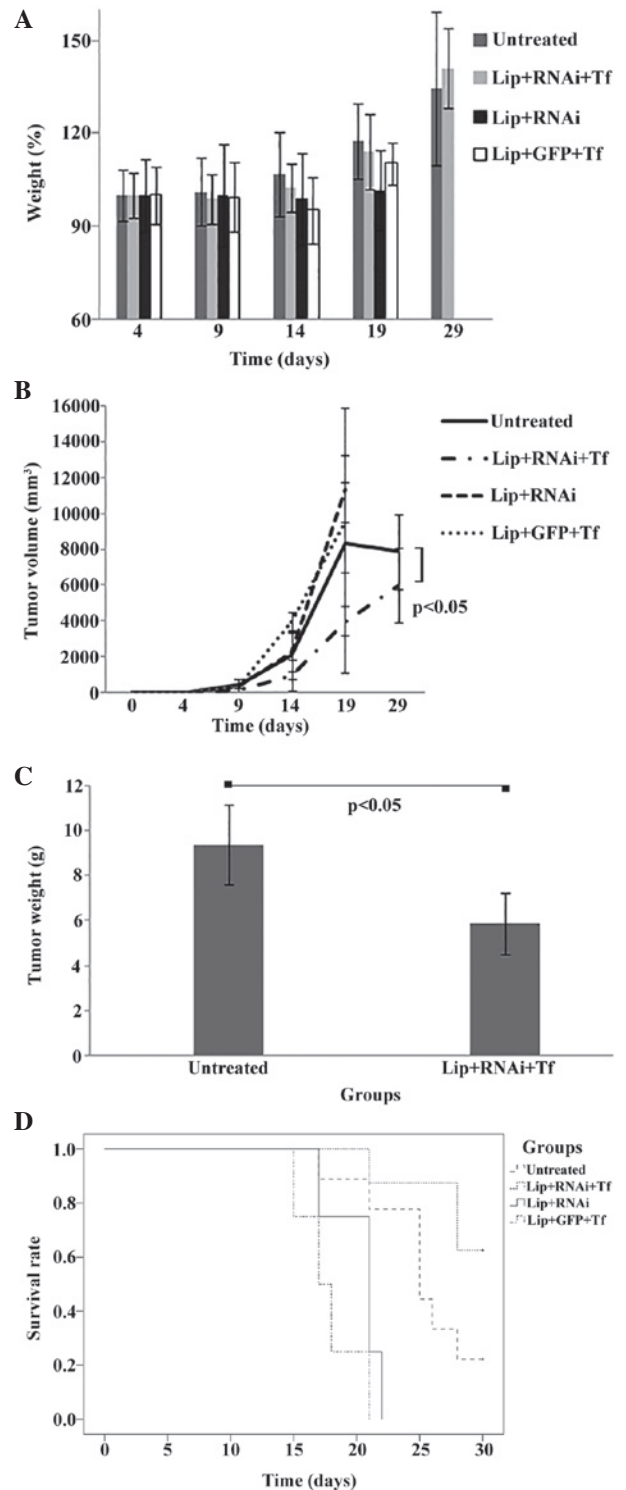 A
150
120
90
60
Weight (%)
4 9 14 19 29
Time (days)
Untreated
Lip+RNAi+Tf
Lip+RNAi
Lip+GFP+Tf
B
16000
14000
12000
10000
8000
6000
4000
2000
0
Tumor volume (mm³)
0 4 9 14 19 29
Time (days)
Untreated
Lip+RNAi+Tf
Lip+RNAi
Lip+GFP+Tf
p<0.05
C
12
10
8
6
4
2
0
Tumor weight (g)
p<0.05
Untreated Lip+RNAi+Tf
Groups
D
1.0
0.8
0.6
0.4
0.2
0.0
Survival rate
0 5 10 15 20 25 30
Time (days)
Groups
Untreated
Lip+RNAi+Tf
Lip+RNAi
Lip+GFP+Tf